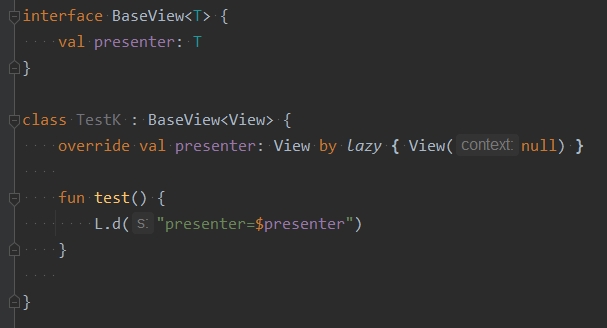 interface BaseView<T> {
    val presenter: T
}

class TestK : BaseView<View> {
    override val presenter: View by lazy { View( context: null) }

    fun test() {
        L.d( s: "presenter=$presenter")
    }

}